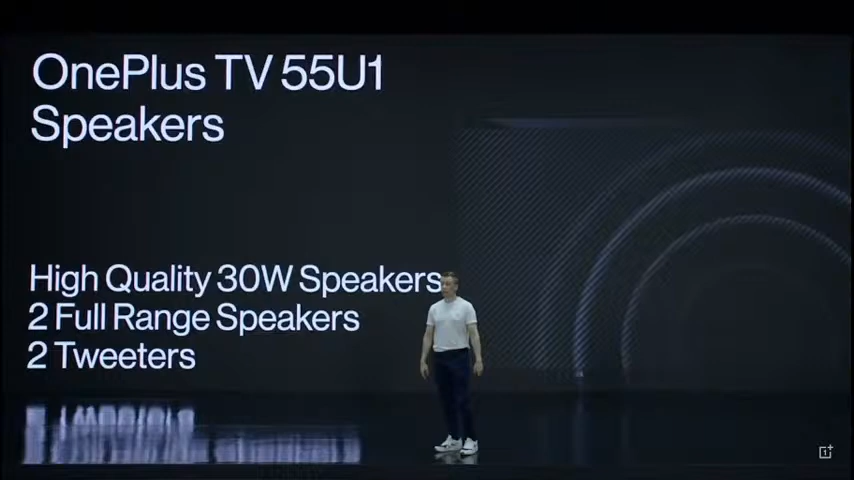 OnePlus TV 55U1
Speakers
High Quality 30W Speakers
2 Full Range Speakers
2 Tweeters